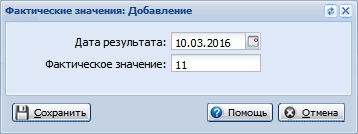 Фактические значения: Добавление
Дата результата: 10.03.2016
Фактическое значение: 11
Сохранить Помощь Отмена